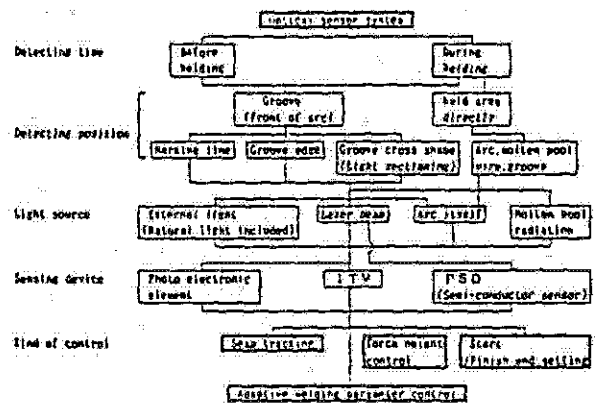 Optical sensor system
Detecting time
Before welding
During welding
Groove (front of arc)
Weld area directly
Detecting position
Marking line
Groove edge
Groove cross shape (Light sectioning)
Arc, molten pool wire, groove
Light source
External light (Natural light included)
Laser beam
Arc itself
Molten pool radiation
Sensing device
Photo electronic element
ITV
PSD (Semi-conductor sensor)
Kind of control
Seam tracking
Torch height control
Start /Finish end setting
Adaptive welding parameter control